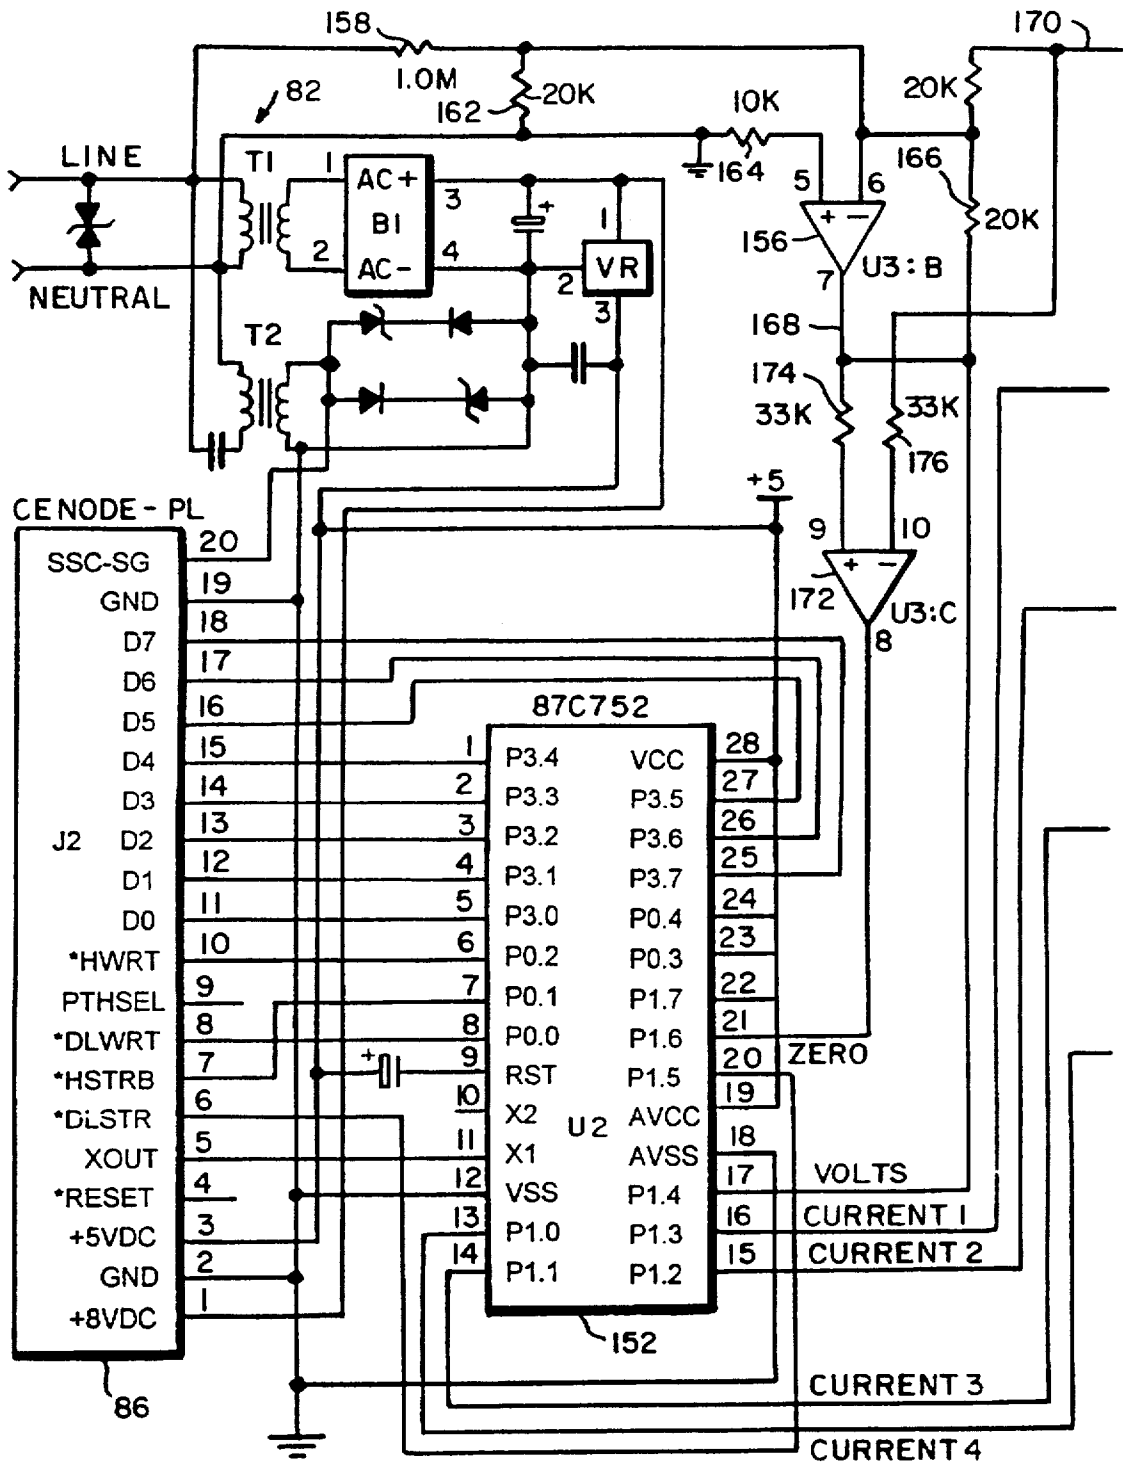 158
170
1.0M
82
162
20K
10K
20K
164
166
LINE
T1
1
AC+
3
B1
2
AC-
4
1
VR
2
3
5
6
+ −
156
U3:B
7
20K
NEUTRAL
T2
168
174
33K
33K
176
+
+5
9
10
+ −
172
U3:C
8
CENODE-PL
SSC-SG 20
GND 19
D7 18
D6 17
D5 16
D4 15
D3 14
J2 D2 13
D1 12
D0 11
*HWRT 10
PTHSEL 9
*DLWRT 8
*HSTRB 7
*DLSTR 6
XOUT 5
*RESET 4
+5VDC 3
GND 2
+8VDC 1
86
87C752
1 P3.4 VCC 28
2 P3.3 P3.5 27
3 P3.2 P3.6 26
4 P3.1 P3.7 25
5 P3.0 P0.4 24
6 P0.2 P0.3 23
7 P0.1 P1.7 22
8 P0.0 P1.6 21 ZERO
+ 9 RST P1.5 20
10 X2 U2 AVCC 19
11 X1 AVSS 18
12 VSS P1.4 17 VOLTS
13 P1.0 P1.3 16 CURRENT 1
14 P1.1 P1.2 15 CURRENT 2
152
CURRENT 3
CURRENT 4